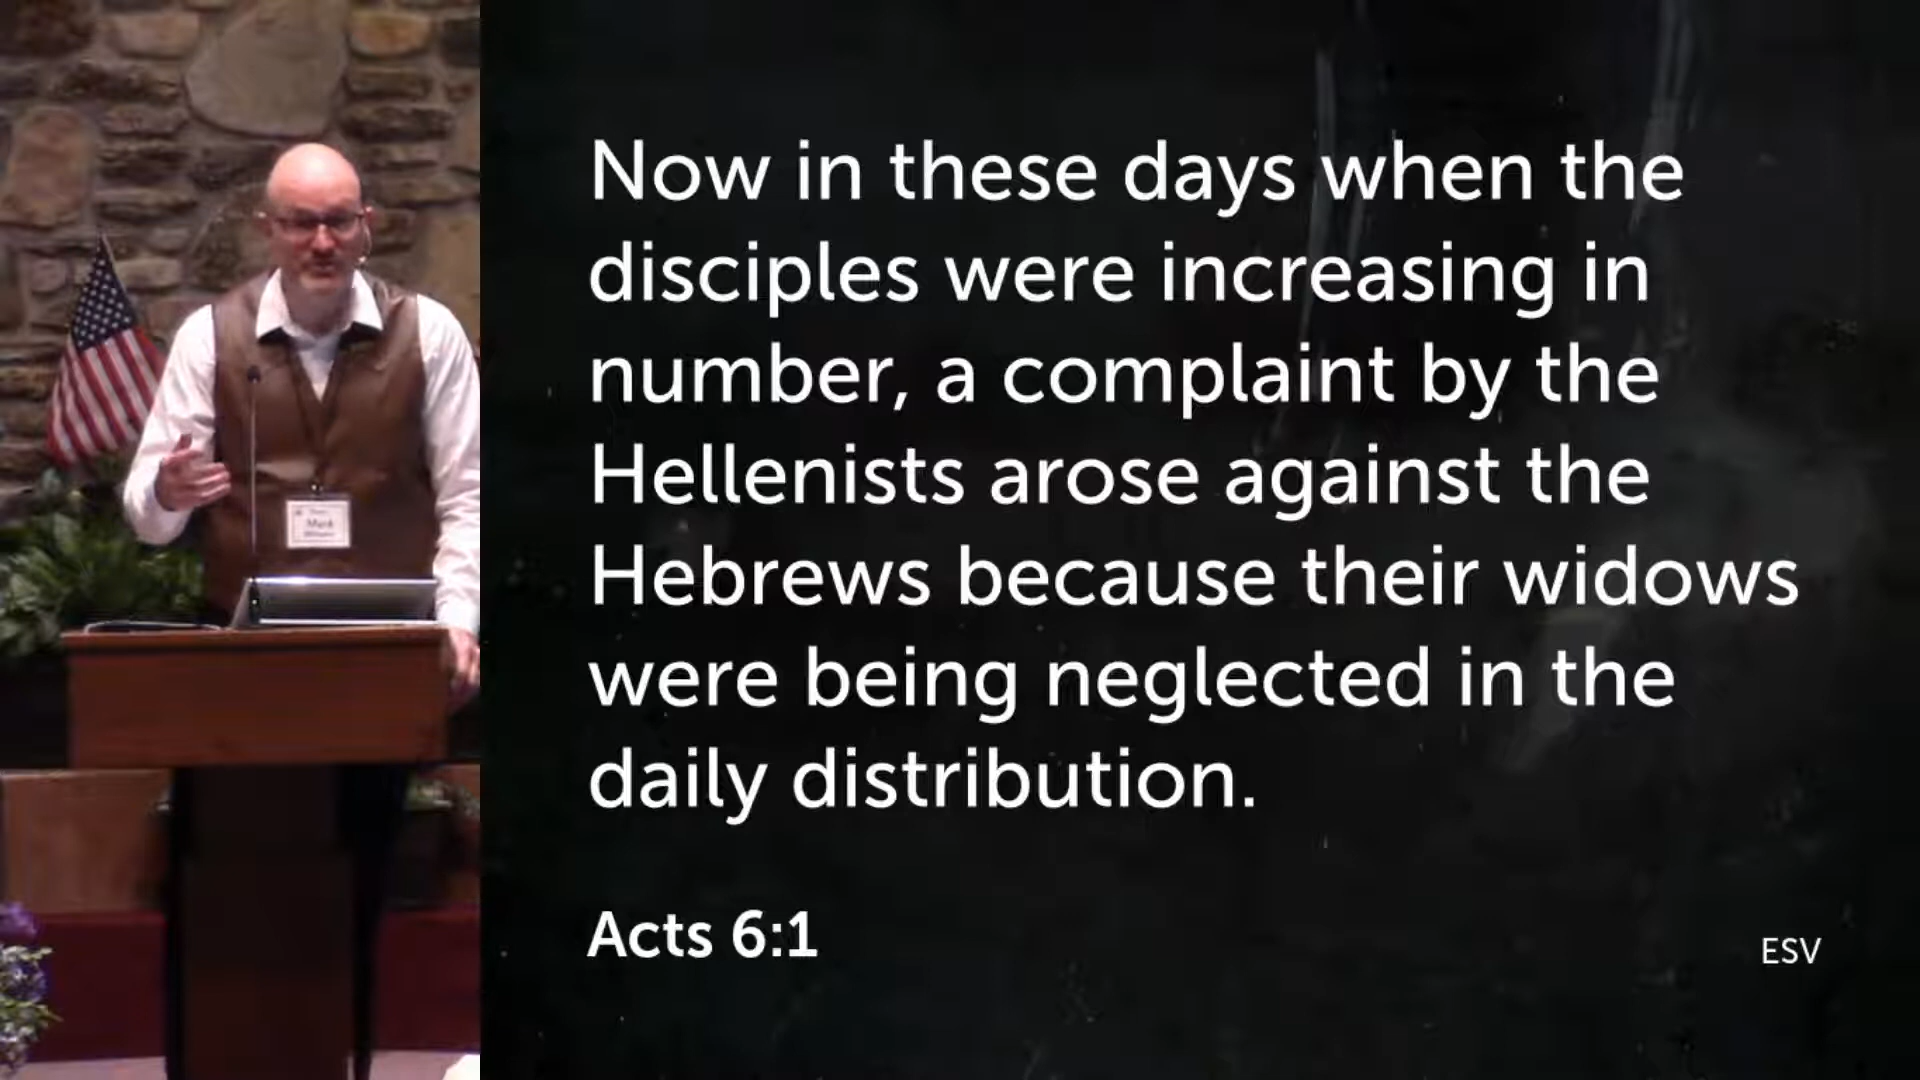 Now in these days when the
disciples were increasing in
number, a complaint by the
Hellenists arose against the
Hebrews because their widows
were being neglected in the
daily distribution.
Acts 6:1
ESV
Mark